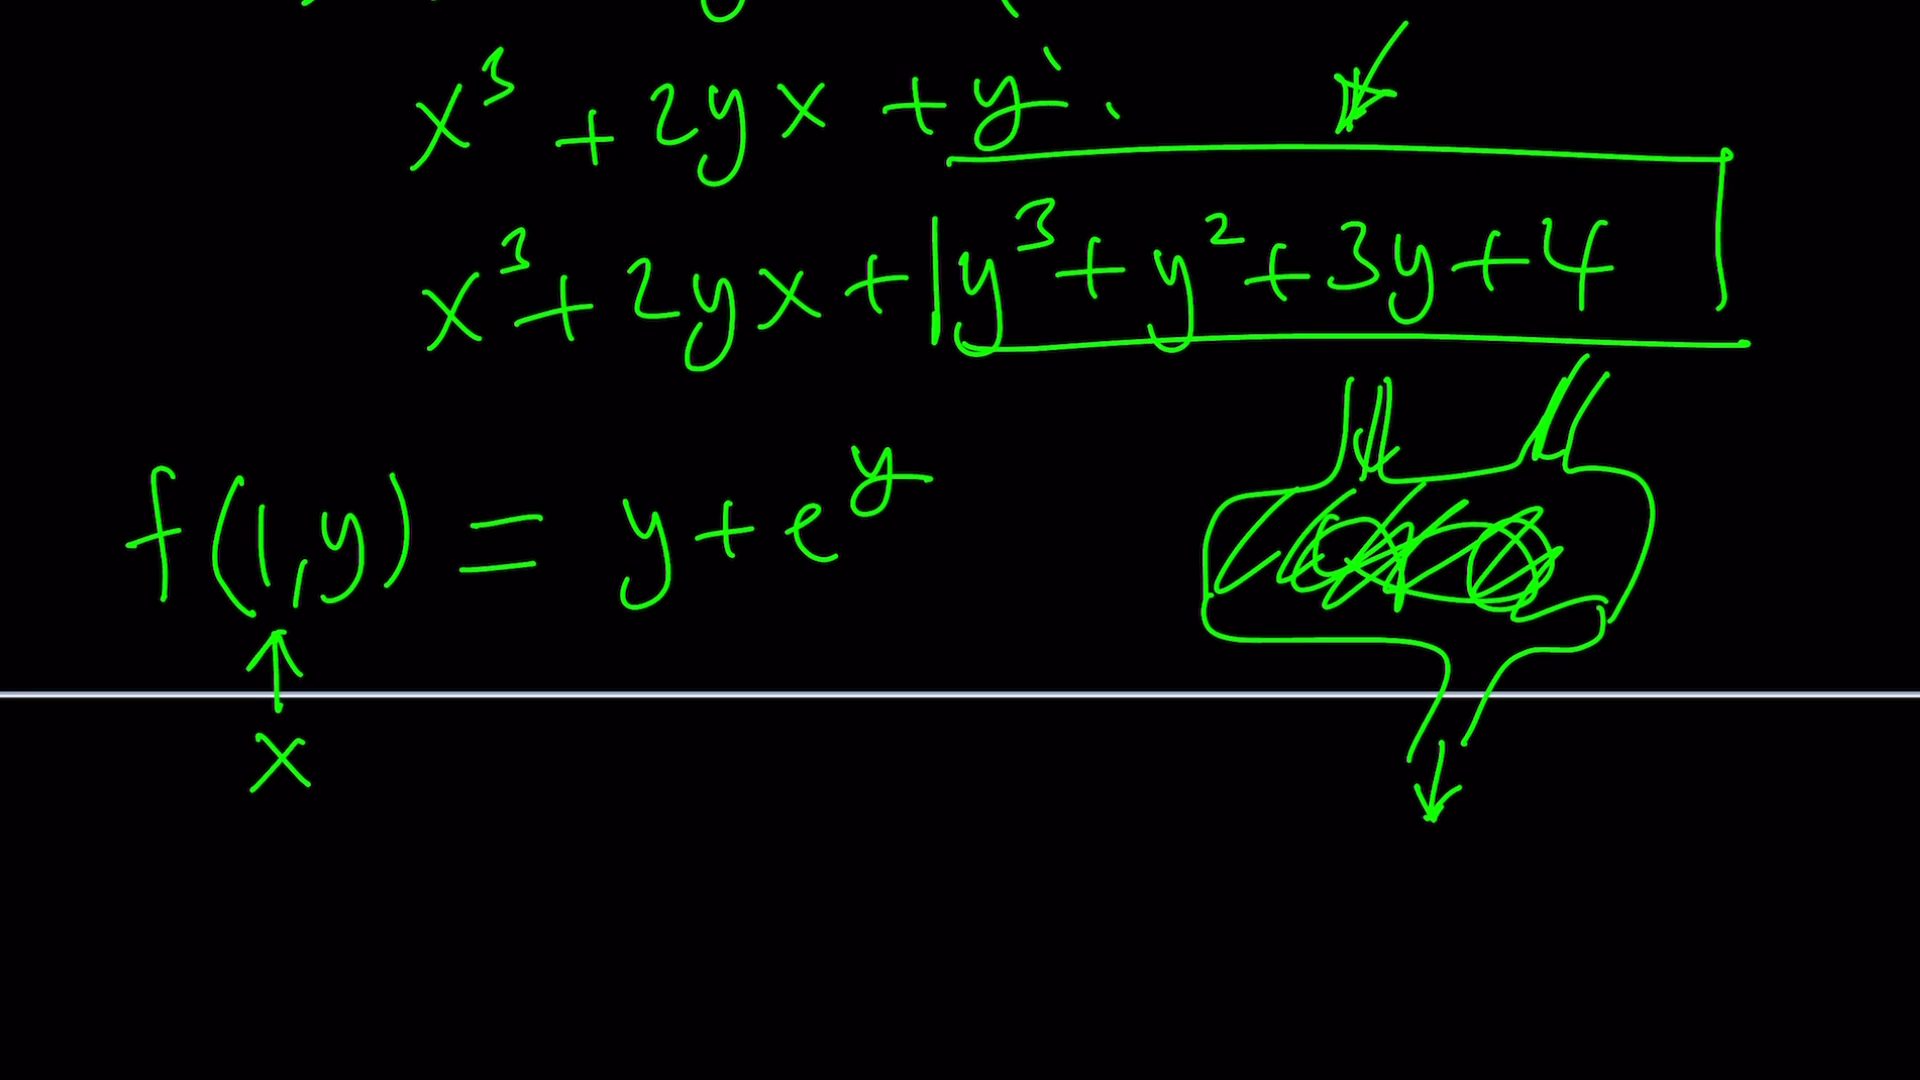 x³ + 2yx + y
x³ + 2yx + y³ + y² + 3y + 4
f(1,y) = y + e^y
x